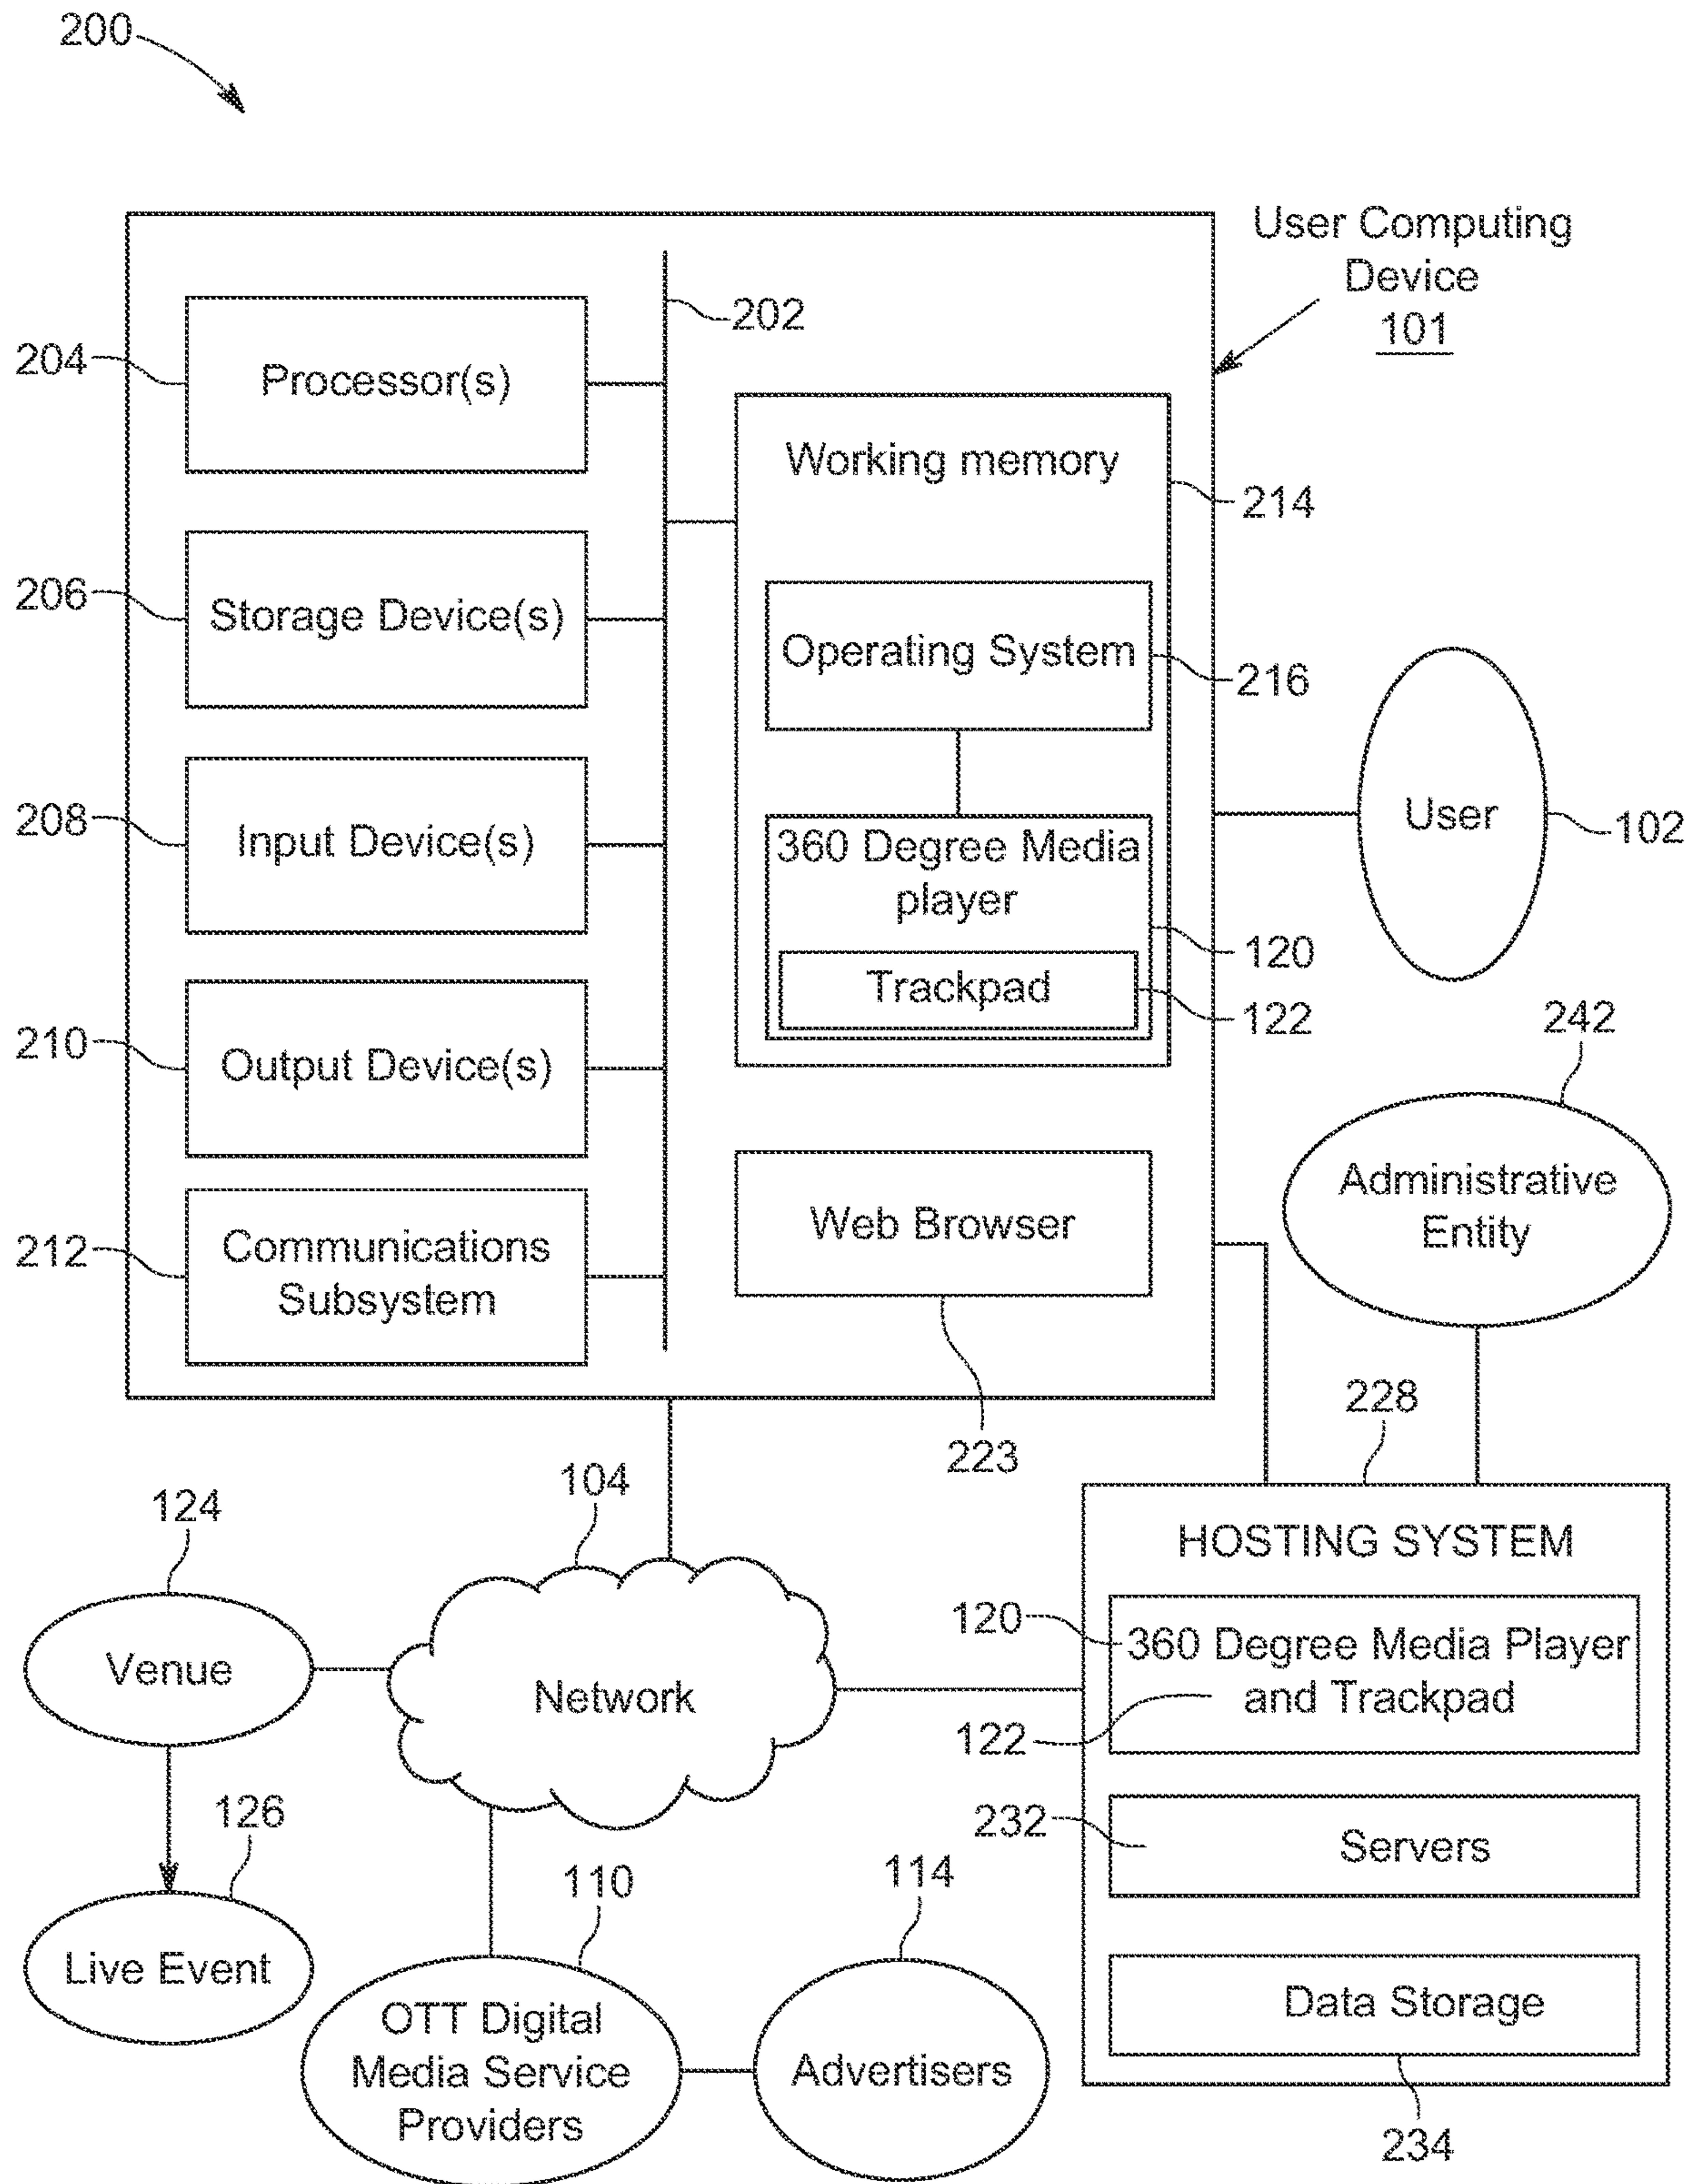 200
User Computing
Device
101
202
204
Processor(s)
Working memory
214
206
Storage Device(s)
Operating System
216
208
Input Device(s)
360 Degree Media
player
120
Trackpad
122
User
102
210
Output Device(s)
242
Administrative
Entity
212
Communications
Subsystem
Web Browser
223
228
HOSTING SYSTEM
120
360 Degree Media Player
and Trackpad
122
232
Servers
Data Storage
234
104
Network
124
Venue
126
Live Event
110
OTT Digital
Media Service
Providers
114
Advertisers